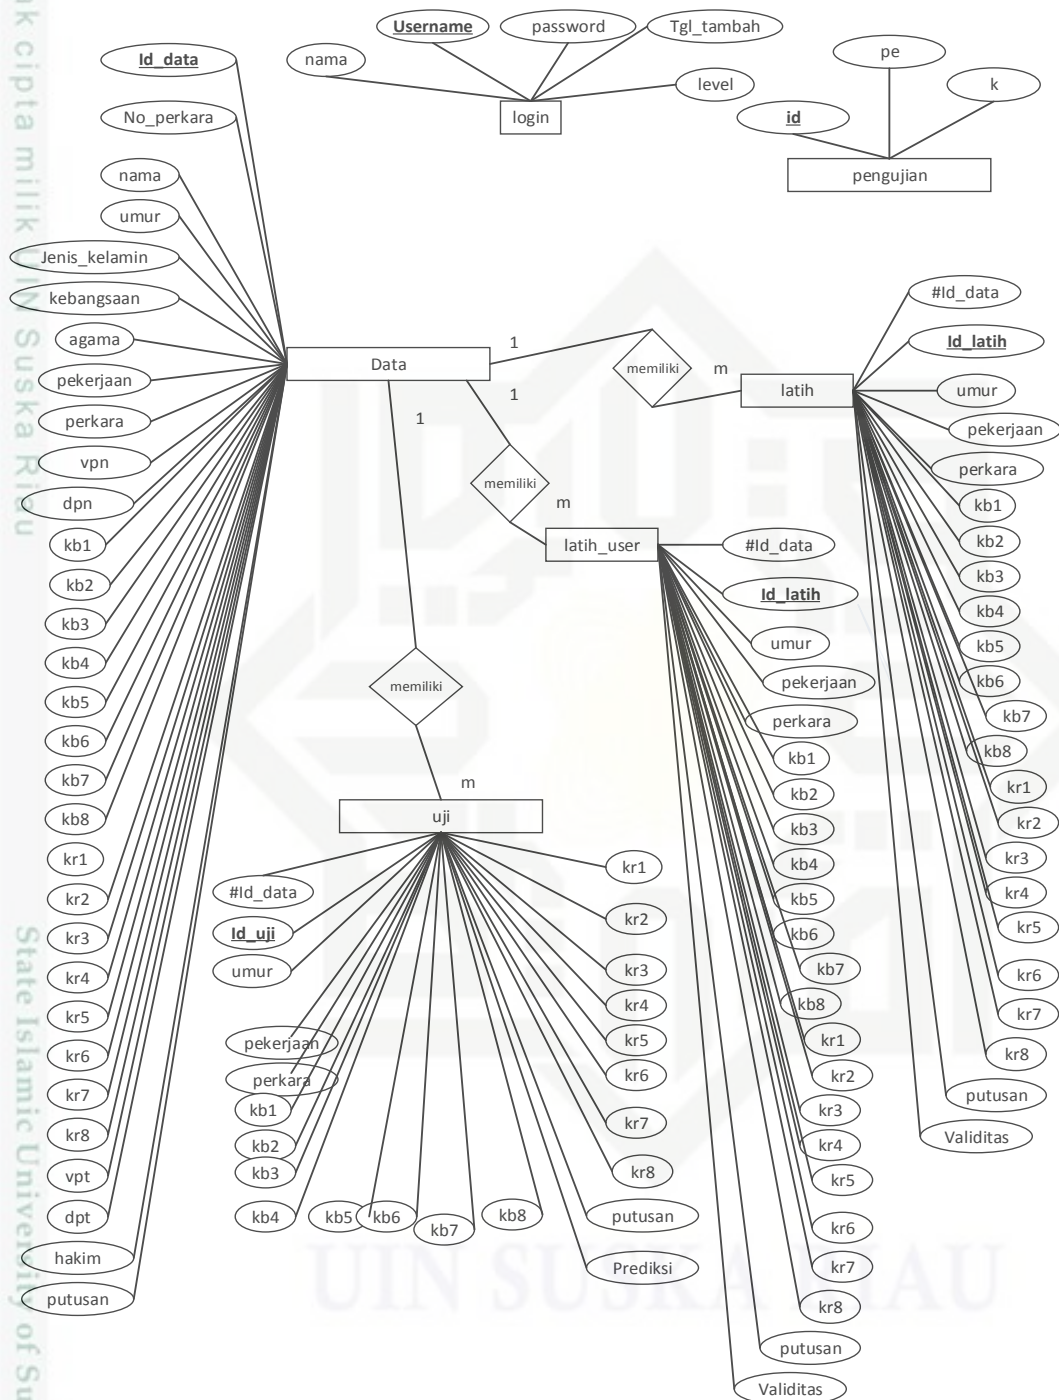 nama
Username
password
Tgl_tambah
level
login
pe
k
id
pengujian
Id_data
No_perkara
nama
umur
Jenis_kelamin
kebangsaan
agama
pekerjaan
perkara
vpn
dpn
kb1
kb2
kb3
kb4
kb5
kb6
kb7
kb8
kr1
kr2
kr3
kr4
kr5
kr6
kr7
kr8
vpt
dpt
hakim
putusan
Data
1
memiliki
m
latih
#Id_data
Id_latih
umur
pekerjaan
perkara
kb1
kb2
kb3
kb4
kb5
kb6
kb7
kb8
kr1
kr2
kr3
kr4
kr5
kr6
kr7
kr8
putusan
Validitas
1
memiliki
m
latih_user
#Id_data
Id_latih
umur
pekerjaan
perkara
kb1
kb2
kb3
kb4
kb5
kb6
kb7
kb8
kr1
kr2
kr3
kr4
kr5
kr6
kr7
kr8
putusan
Validitas
1
memiliki
m
uji
#Id_data
Id_uji
umur
pekerjaan
perkara
kb1
kb2
kb3
kb4
kb5
kb6
kb7
kb8
kr1
kr2
kr3
kr4
kr5
kr6
kr7
kr8
putusan
Prediksi
cipta milik UIN Suska Riau
State Islamic University of
UIN SUSKA RIAU